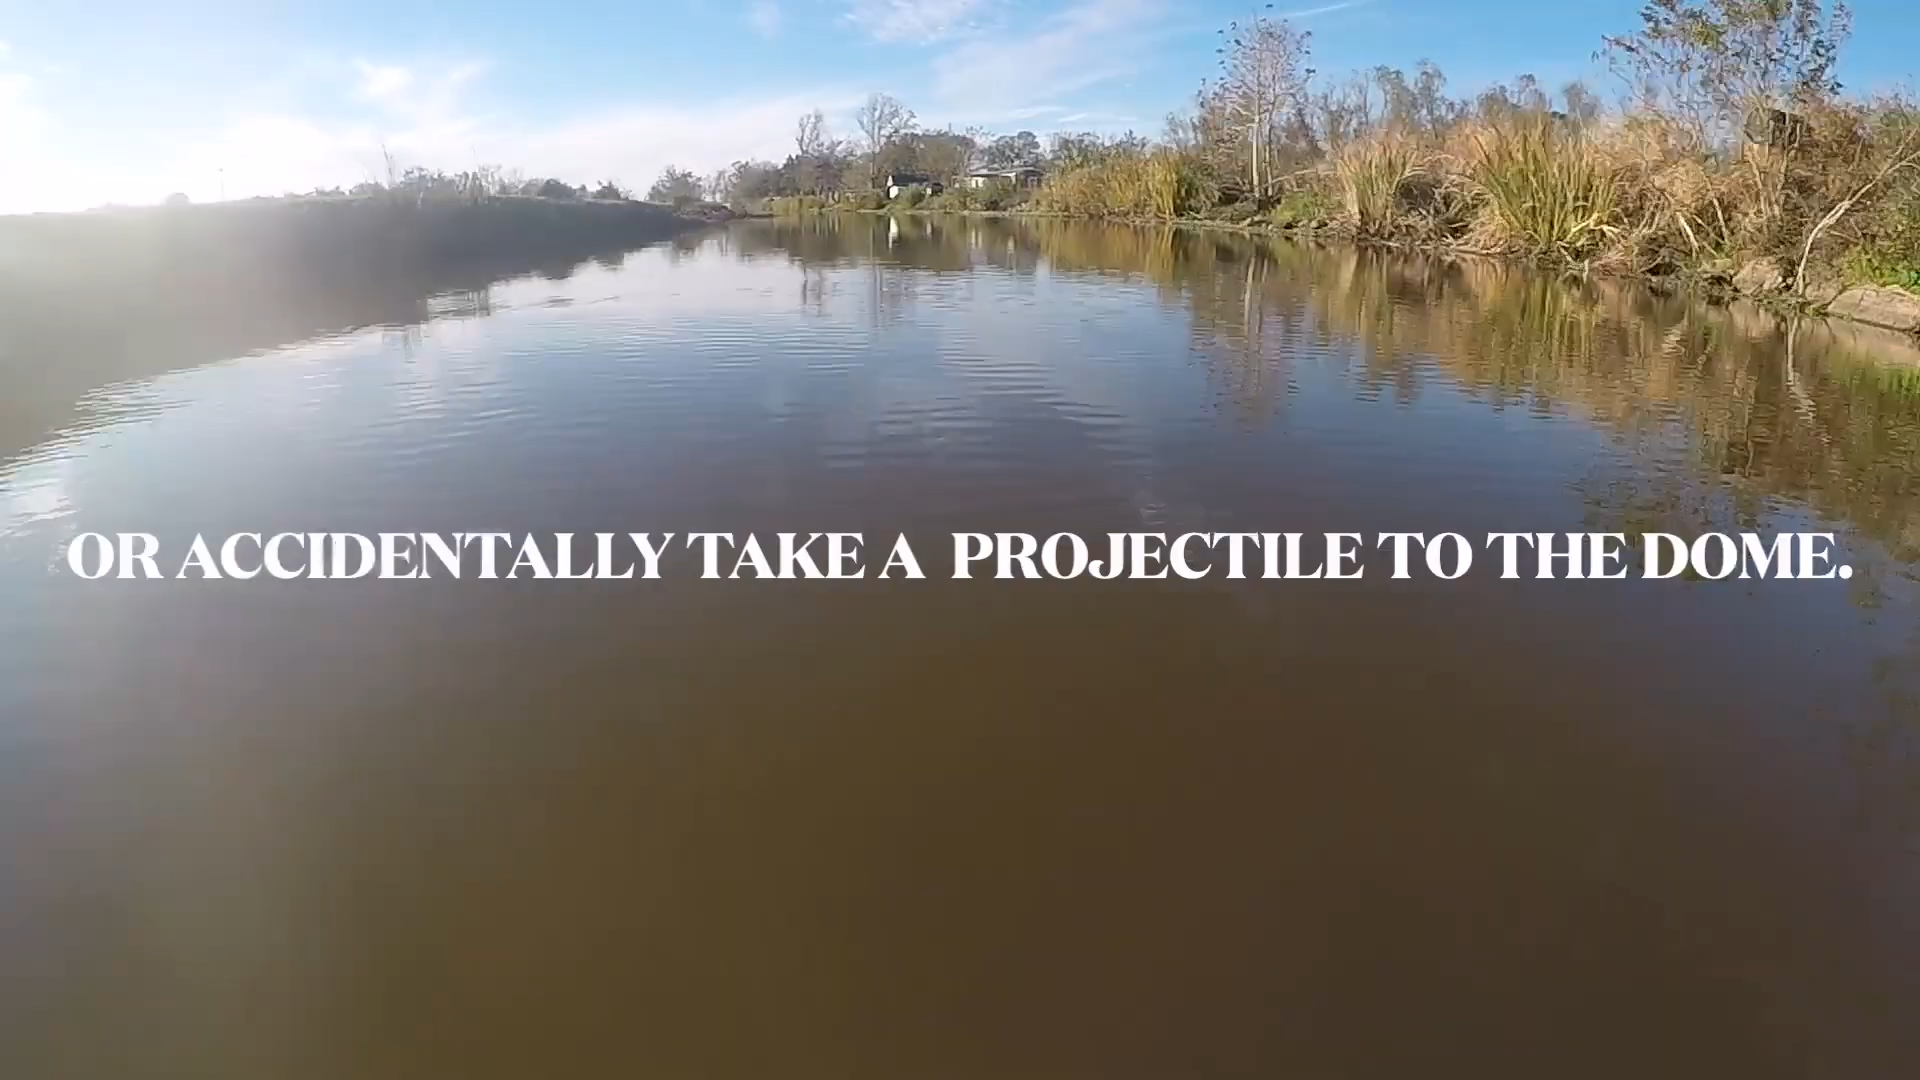 OR ACCIDENTALLY TAKE A  PROJECTILE TO THE DOME.